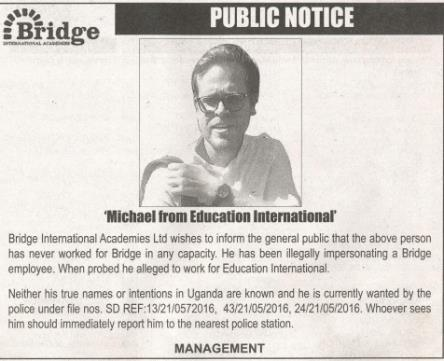 Bridge
INTERNATIONAL ACADEMIES
PUBLIC NOTICE
'Michael from Education International'
Bridge International Academies Ltd wishes to inform the general public that the above person
has never worked for Bridge in any capacity. He has been illegally impersonating a Bridge
employee. When probed he alleged to work for Education International.
Neither his true names or intentions in Uganda are known and he is currently wanted by the
police under file nos. SD REF:13/21/0572016, 43/21/05/2016, 24/21/05/2016. Whoever sees
him should immediately report him to the nearest police station.
MANAGEMENT